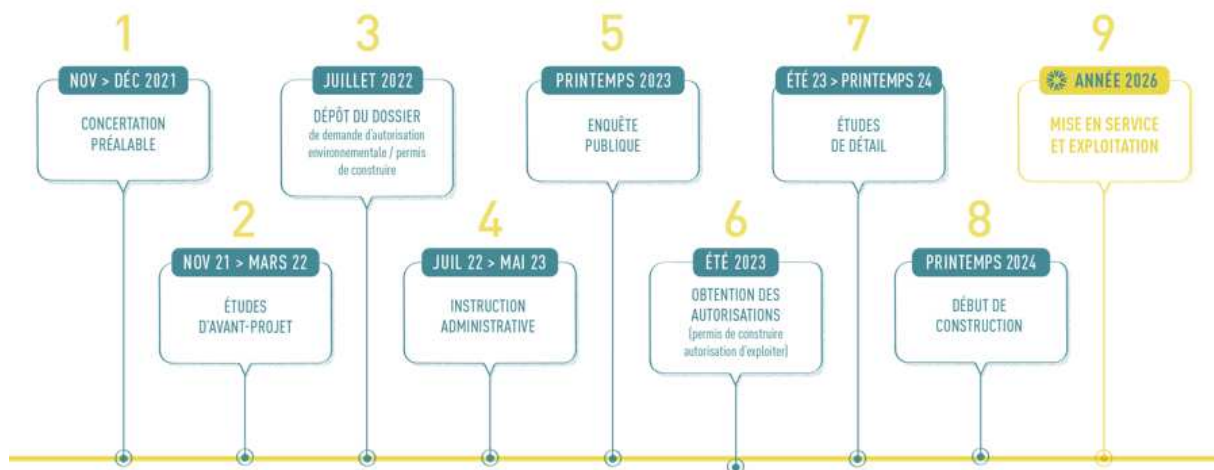 1
NOV > DÉC 2021
CONCERTATION
PRÉALABLE
2
NOV 21 > MARS 22
ÉTUDES
D'AVANT-PROJET
3
JUILLET 2022
DÉPÔT DU DOSSIER
de demande d'autorisation
environnementale / permis
de construire
4
JUIL 22 > MAI 23
INSTRUCTION
ADMINISTRATIVE
5
PRINTEMPS 2023
ENQUÊTE
PUBLIQUE
6
ÉTÉ 2023
OBTENTION DES
AUTORISATIONS
(permis de construire
autorisation d'exploiter)
7
ÉTÉ 23 > PRINTEMPS 24
ÉTUDES
DE DÉTAIL
8
PRINTEMPS 2024
DÉBUT DE
CONSTRUCTION
9
ANNÉE 2026
MISE EN SERVICE
ET EXPLOITATION